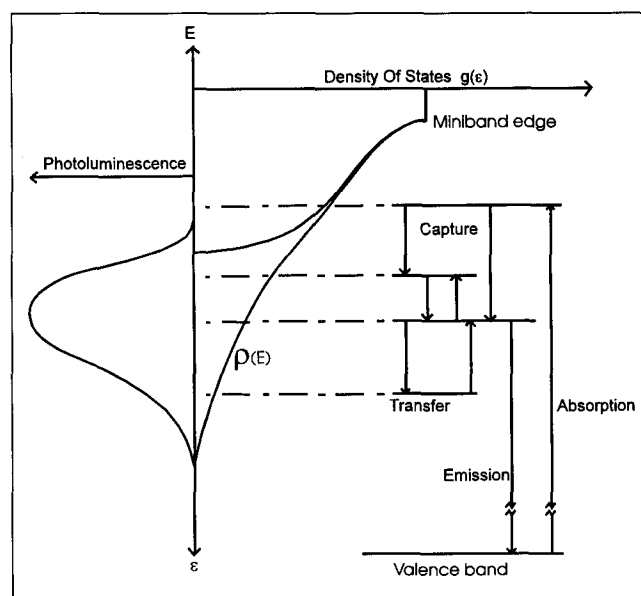 E
Density Of States g(ε)
Miniband edge
Photoluminescence
Capture
ρ(E)
Transfer
Absorption
Emission
ε
Valence band